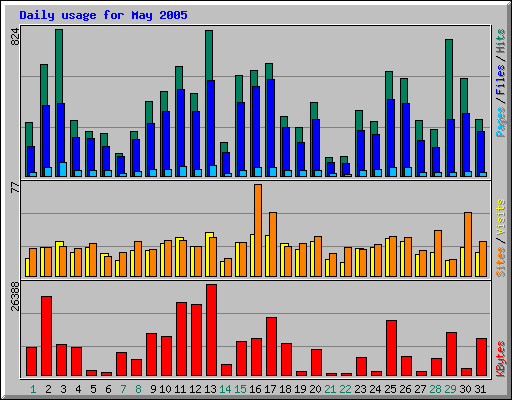 Daily usage for May 2005
824
Pages / Files / Hits
77
Sites / Visits
26388
KBytes
1 2 3 4 5 6 7 8 9 10 11 12 13 14 15 16 17 18 19 20 21 22 23 24 25 26 27 28 29 30 31